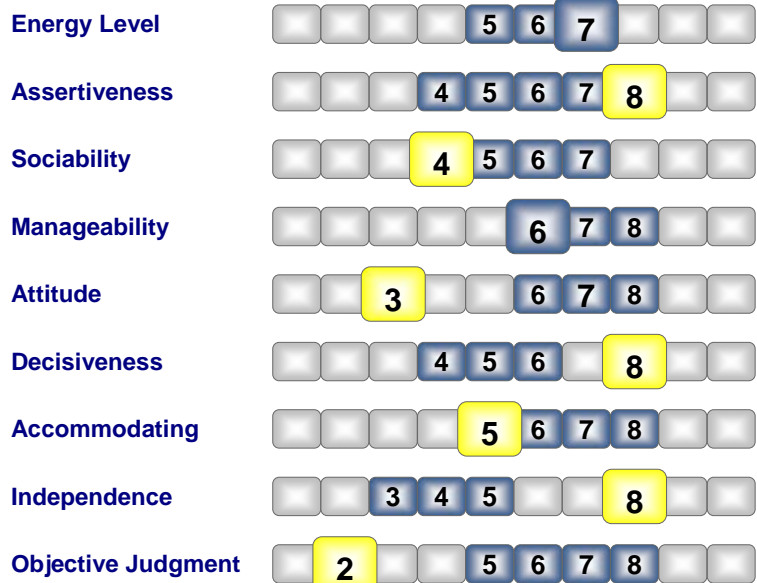 Energy Level 5 6 7
Assertiveness 4 5 6 7 8
Sociability 4 5 6 7
Manageability 6 7 8
Attitude 3 6 7 8
Decisiveness 4 5 6 8
Accommodating 5 6 7 8
Independence 3 4 5 8
Objective Judgment 2 5 6 7 8